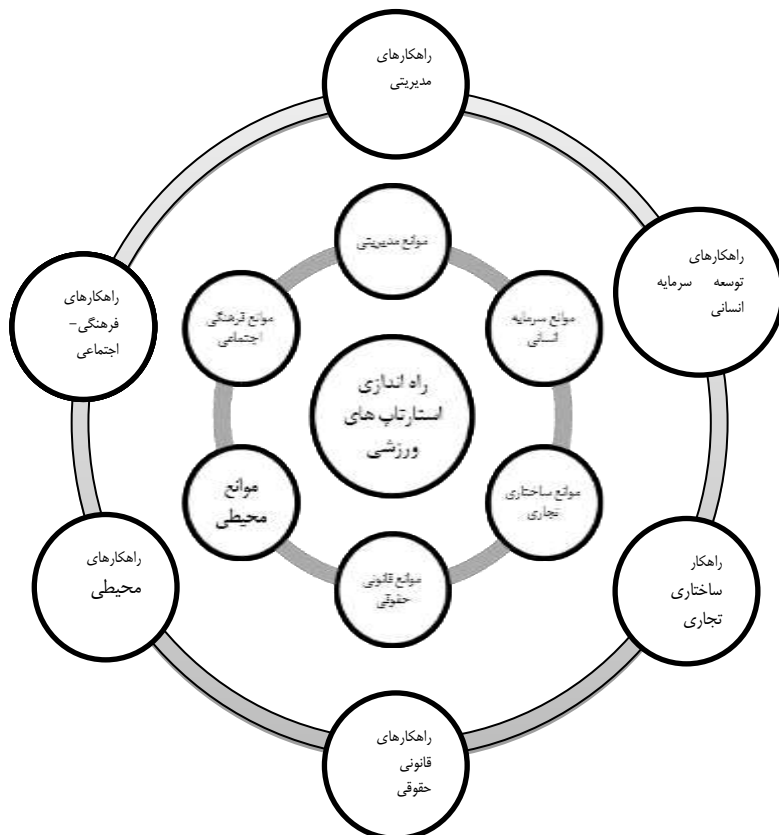 راهکارهای
مدیریتی
راهکارهای
توسعه سرمایه
انسانی
راهکار
ساختاری
تجاری
راهکارهای
قانونی
حقوقی
راهکارهای
محیطی
راهکارهای
فرهنگی-
اجتماعی
موانع مدیریتی
موانع سرمایه
انسانی
موانع ساختاری
تجاری
موانع قانونی
حقوقی
موانع
محیطی
موانع فرهنگی
اجتماعی
راه اندازی
استارتاپ های
ورزشی